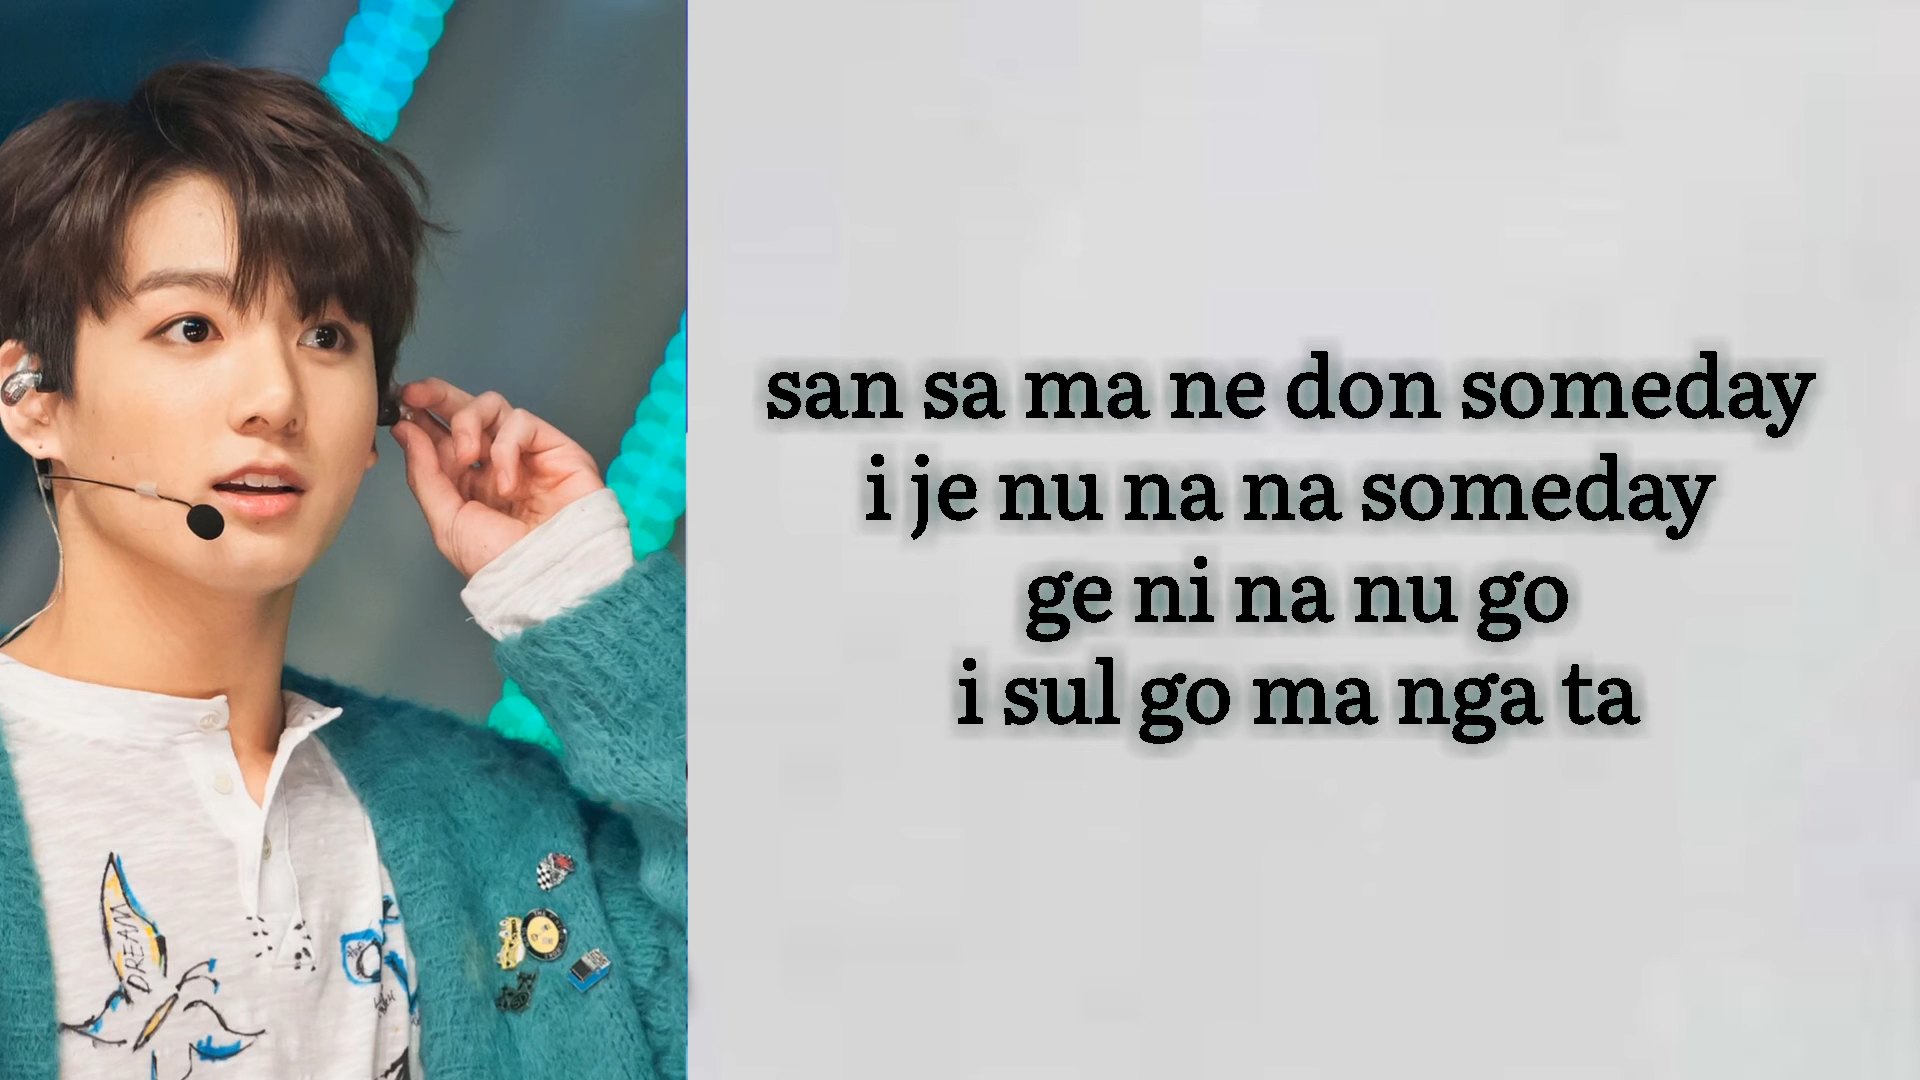 san sa ma ne don someday
i je nu na na someday
ge ni na nu go
i sul go ma nga ta
DREAM